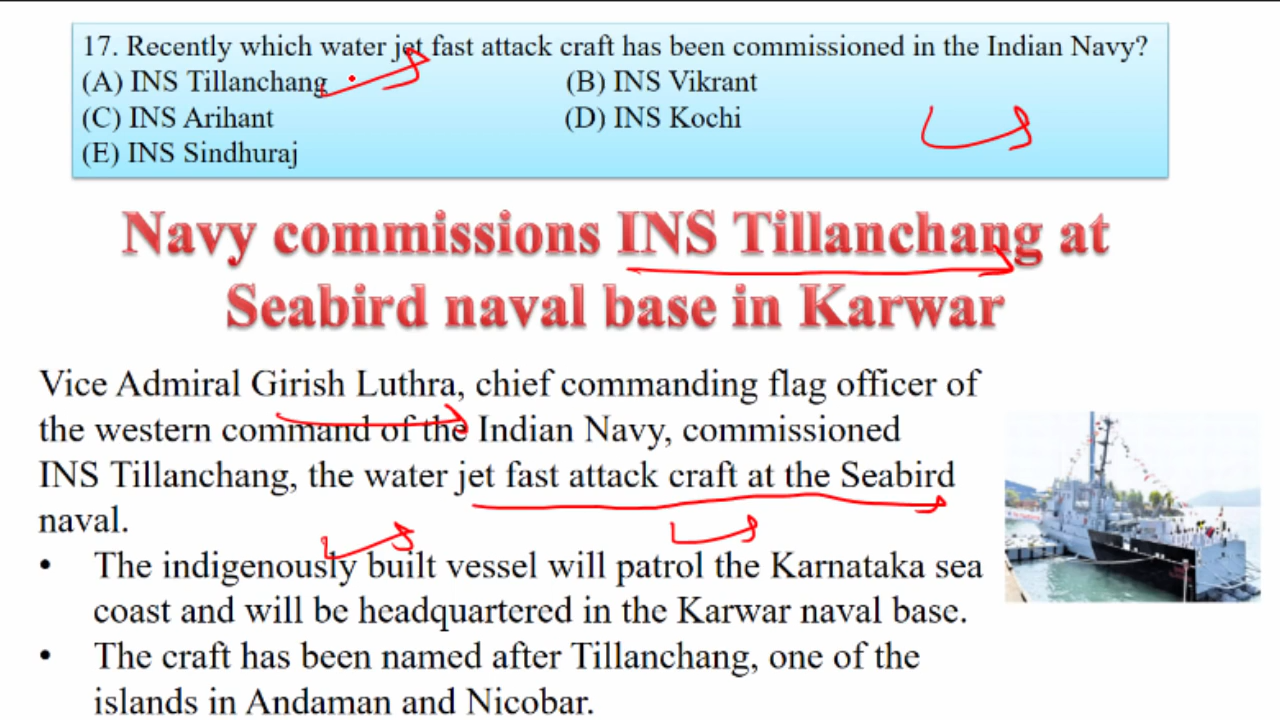 17. Recently which water jet fast attack craft has been commissioned in the Indian Navy?
(A) INS Tillanchang (B) INS Vikrant
(C) INS Arihant (D) INS Kochi
(E) INS Sindhuraj
Navy commissions INS Tillanchang at
Seabird naval base in Karwar
Vice Admiral Girish Luthra, chief commanding flag officer of
the western command of the Indian Navy, commissioned
INS Tillanchang, the water jet fast attack craft at the Seabird
naval.
• The indigenously built vessel will patrol the Karnataka sea
coast and will be headquartered in the Karwar naval base.
• The craft has been named after Tillanchang, one of the
islands in Andaman and Nicobar.